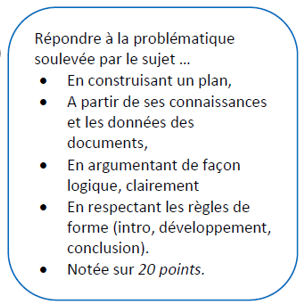 Répondre à la problématique
soulevée par le sujet ...
• En construisant un plan,
• A partir de ses connaissances
et les données des
documents,
• En argumentant de façon
logique, clairement
• En respectant les règles de
forme (intro, développement,
conclusion).
• Notée sur 20 points.